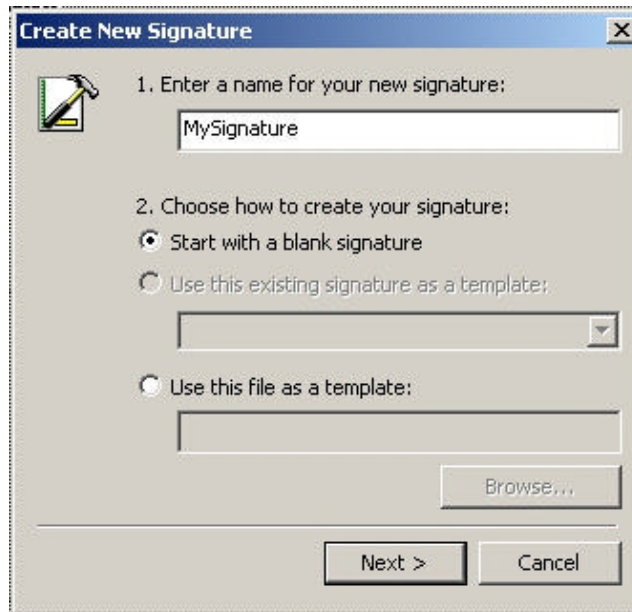 Create New Signature
1. Enter a name for your new signature:
MySignature
2. Choose how to create your signature:
Start with a blank signature
Use this existing signature as a template:
Use this file as a template:
Browse...
Next >
Cancel